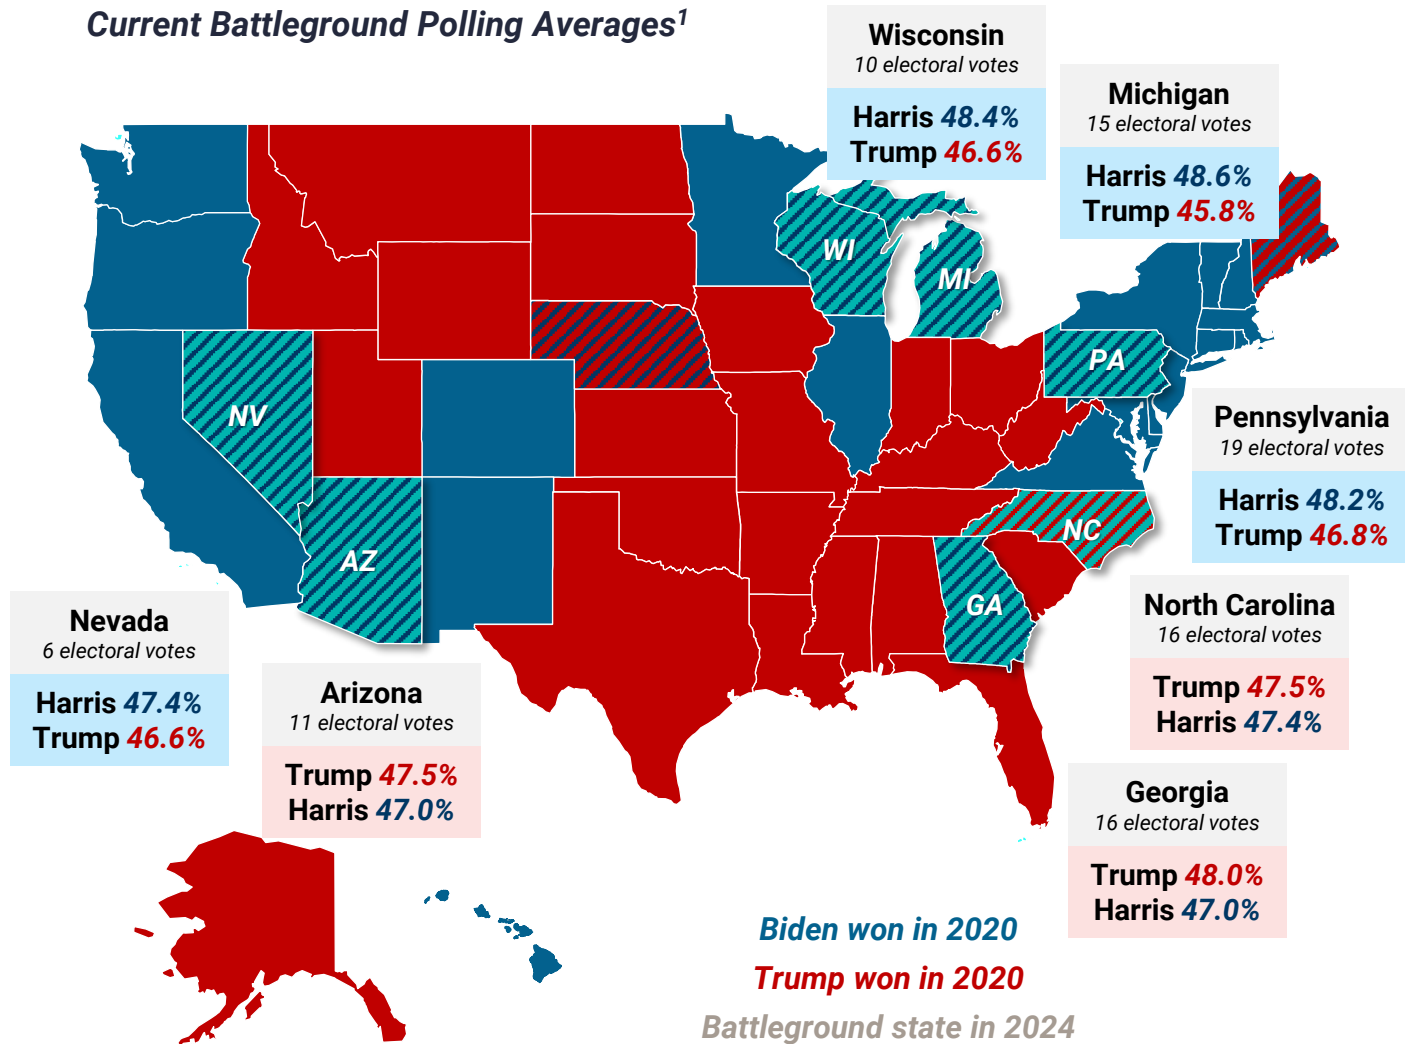 Current Battleground Polling Averages¹
Wisconsin
10 electoral votes
Harris 48.4%
Trump 46.6%
Michigan
15 electoral votes
Harris 48.6%
Trump 45.8%
WI
MI
PA
NV
AZ
NC
GA
Pennsylvania
19 electoral votes
Harris 48.2%
Trump 46.8%
Nevada
6 electoral votes
Harris 47.4%
Trump 46.6%
Arizona
11 electoral votes
Trump 47.5%
Harris 47.0%
North Carolina
16 electoral votes
Trump 47.5%
Harris 47.4%
Georgia
16 electoral votes
Trump 48.0%
Harris 47.0%
Biden won in 2020
Trump won in 2020
Battleground state in 2024